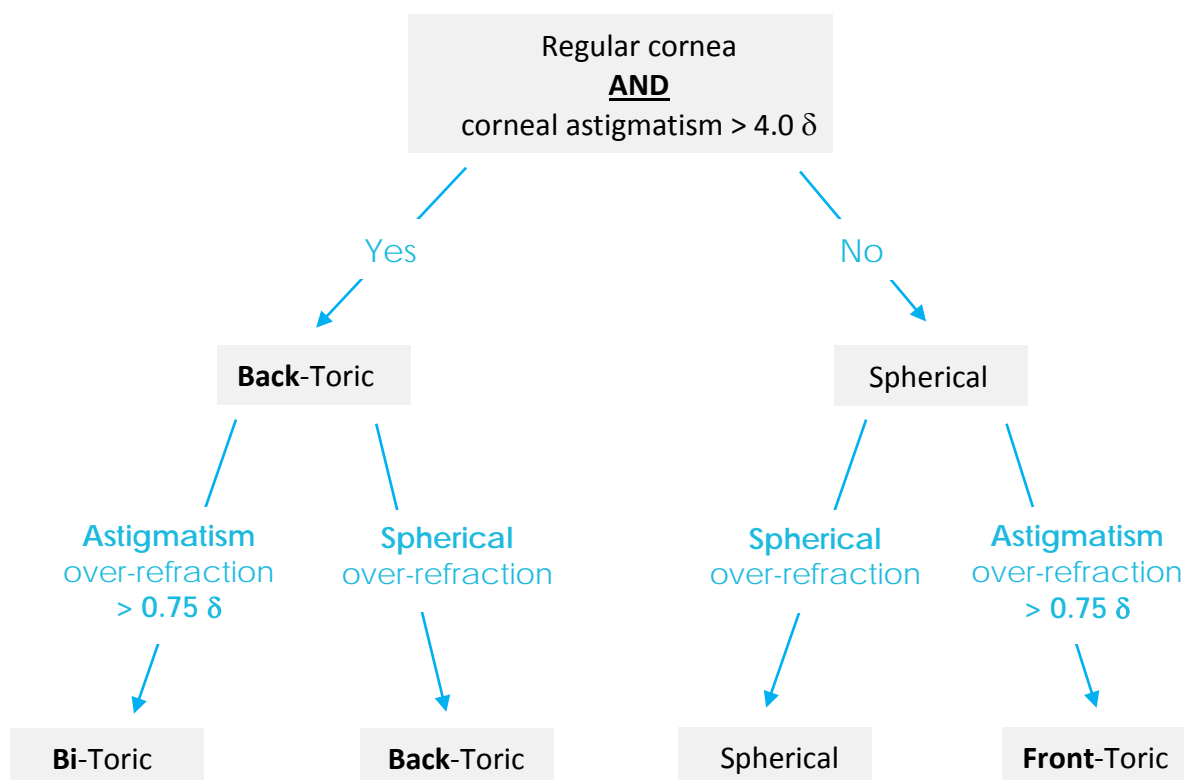 Regular cornea
AND
corneal astigmatism > 4.0 δ
Yes
No
Back-Toric
Spherical
Astigmatism
over-refraction
> 0.75 δ
Spherical
over-refraction
Spherical
over-refraction
Astigmatism
over-refraction
> 0.75 δ
Bi-Toric
Back-Toric
Spherical
Front-Toric